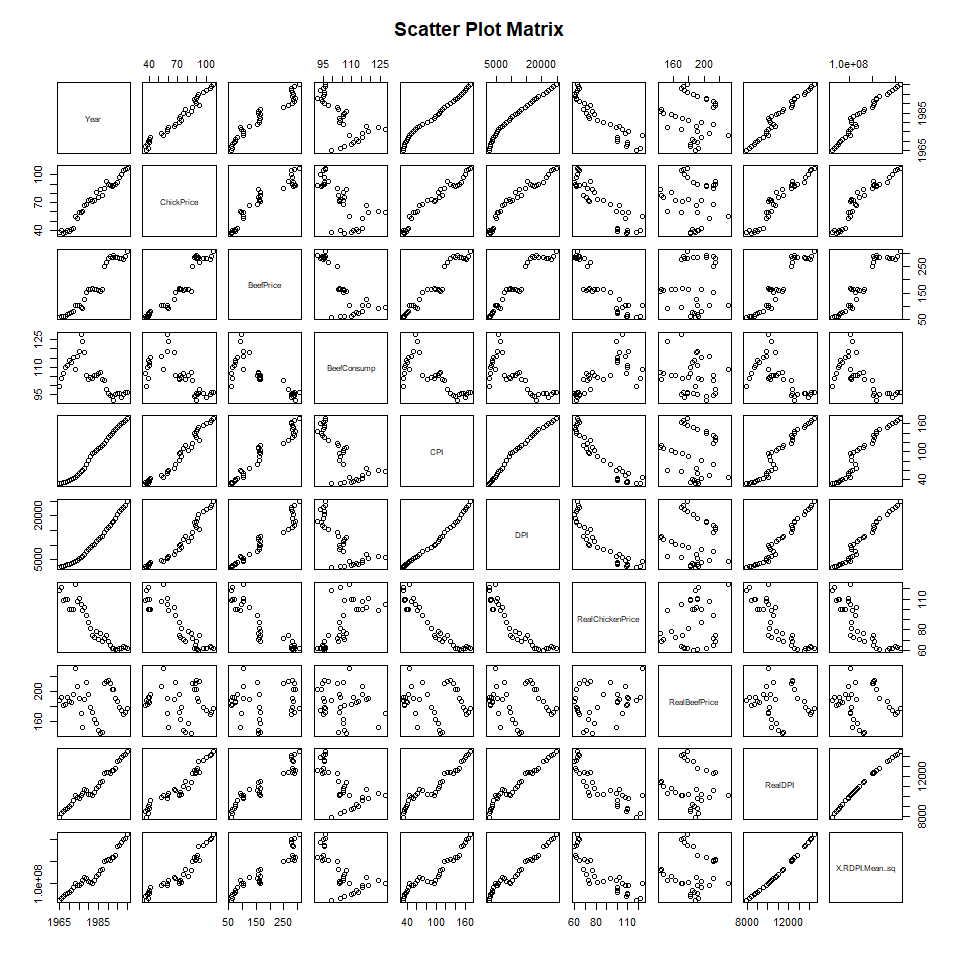 Scatter Plot Matrix
40 70 100 95 110 125 5000 20000 160 200 1.0e+08
Year
1965 1985
40 70 100
ChickPrice
BeefPrice
50 150 250
95 110 125
BeefConsump
CPI
40 100 160
5000 20000
DPI
RealChickenPrice
60 80 110
160 200
RealBeefPrice
RealDPI
8000 12000
1.0e+08
X.RDPI.Mean..sq
1965 1985 50 150 250 40 100 160 60 80 110 8000 12000